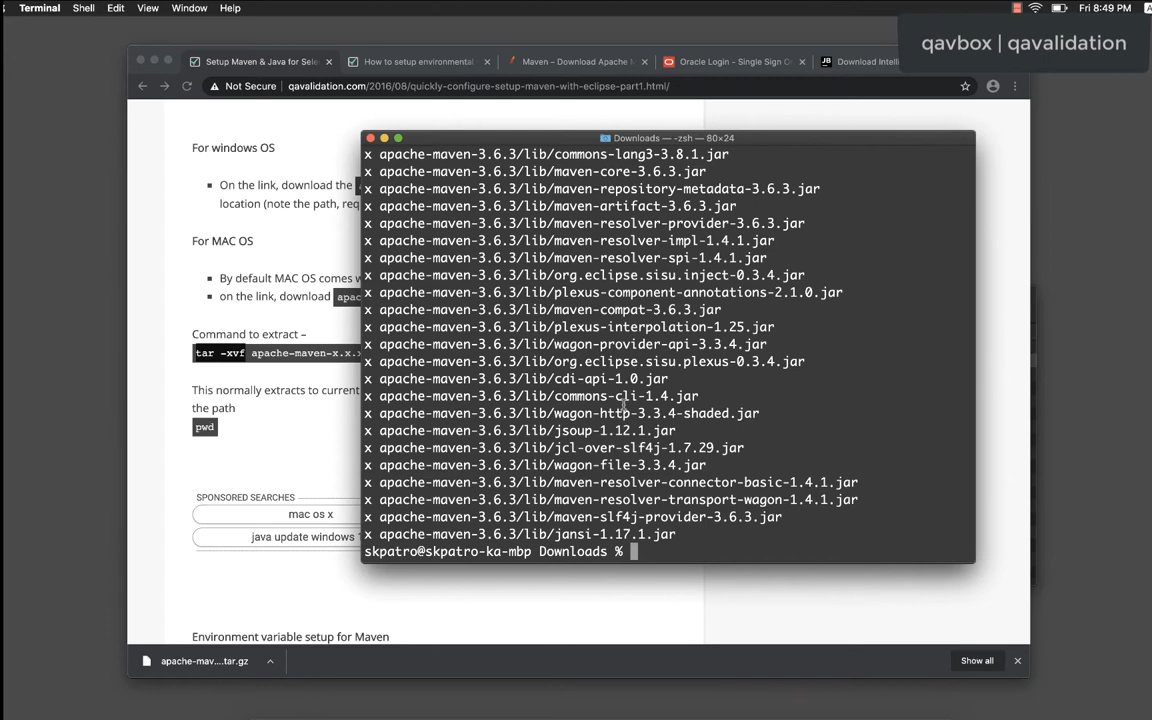 Terminal Shell Edit View Window Help Fri 8:49 PM
qavbox | qavalidation
Setup Maven & Java for Sele How to setup environmental Maven – Download Apache Oracle Login - Single Sign Download
Not Secure qavalidation.com/2016/08/quickly-configure-setup-maven-with-eclipse-part1.html/
Downloads — -zsh — 80×24
For windows OS
On the link, download the
location (note the path,
For MAC OS
By default MAC OS comes
on the link, download
Command to extract –
tar -xvf apache-maven-x.x.x
This normally extracts to current
the path
pwd
SPONSORED SEARCHES
mac os x
java update windows
Environment variable setup for Maven
x apache-maven-3.6.3/lib/commons-lang3-3.8.1.jar
x apache-maven-3.6.3/lib/maven-core-3.6.3.jar
x apache-maven-3.6.3/lib/maven-repository-metadata-3.6.3.jar
x apache-maven-3.6.3/lib/maven-artifact-3.6.3.jar
x apache-maven-3.6.3/lib/maven-resolver-provider-3.6.3.jar
x apache-maven-3.6.3/lib/maven-resolver-impl-1.4.1.jar
x apache-maven-3.6.3/lib/maven-resolver-spi-1.4.1.jar
x apache-maven-3.6.3/lib/org.eclipse.sisu.inject-0.3.4.jar
x apache-maven-3.6.3/lib/plexus-component-annotations-2.1.0.jar
x apache-maven-3.6.3/lib/maven-compat-3.6.3.jar
x apache-maven-3.6.3/lib/plexus-interpolation-1.25.jar
x apache-maven-3.6.3/lib/wagon-provider-api-3.3.4.jar
x apache-maven-3.6.3/lib/org.eclipse.sisu.plexus-0.3.4.jar
x apache-maven-3.6.3/lib/cdi-api-1.0.jar
x apache-maven-3.6.3/lib/commons-cli-1.4.jar
x apache-maven-3.6.3/lib/wagon-http-3.3.4-shaded.jar
x apache-maven-3.6.3/lib/jsoup-1.12.1.jar
x apache-maven-3.6.3/lib/jcl-over-slf4j-1.7.29.jar
x apache-maven-3.6.3/lib/wagon-file-3.3.4.jar
x apache-maven-3.6.3/lib/maven-resolver-connector-basic-1.4.1.jar
x apache-maven-3.6.3/lib/maven-resolver-transport-wagon-1.4.1.jar
x apache-maven-3.6.3/lib/maven-slf4j-provider-3.6.3.jar
x apache-maven-3.6.3/lib/jansi-1.17.1.jar
skpatro@skpatro-ka-mbp Downloads %
apache-mav....tar.gz Show all